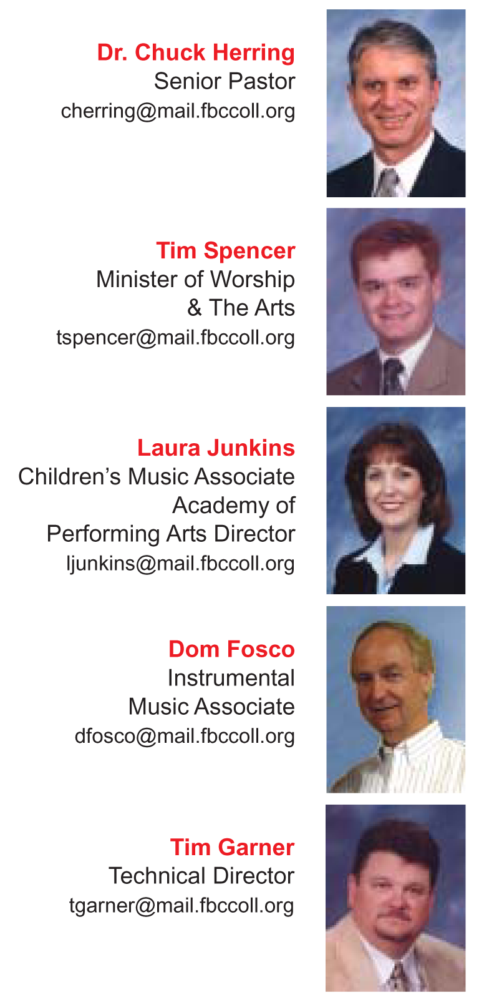 Dr. Chuck Herring
Senior Pastor
cherring@mail.fbccoll.org
Tim Spencer
Minister of Worship
& The Arts
tspencer@mail.fbccoll.org
Laura Junkins
Children’s Music Associate
Academy of
Performing Arts Director
ljunkins@mail.fbccoll.org
Dom Fosco
Instrumental
Music Associate
dfosco@mail.fbccoll.org
Tim Garner
Technical Director
tgarner@mail.fbccoll.org